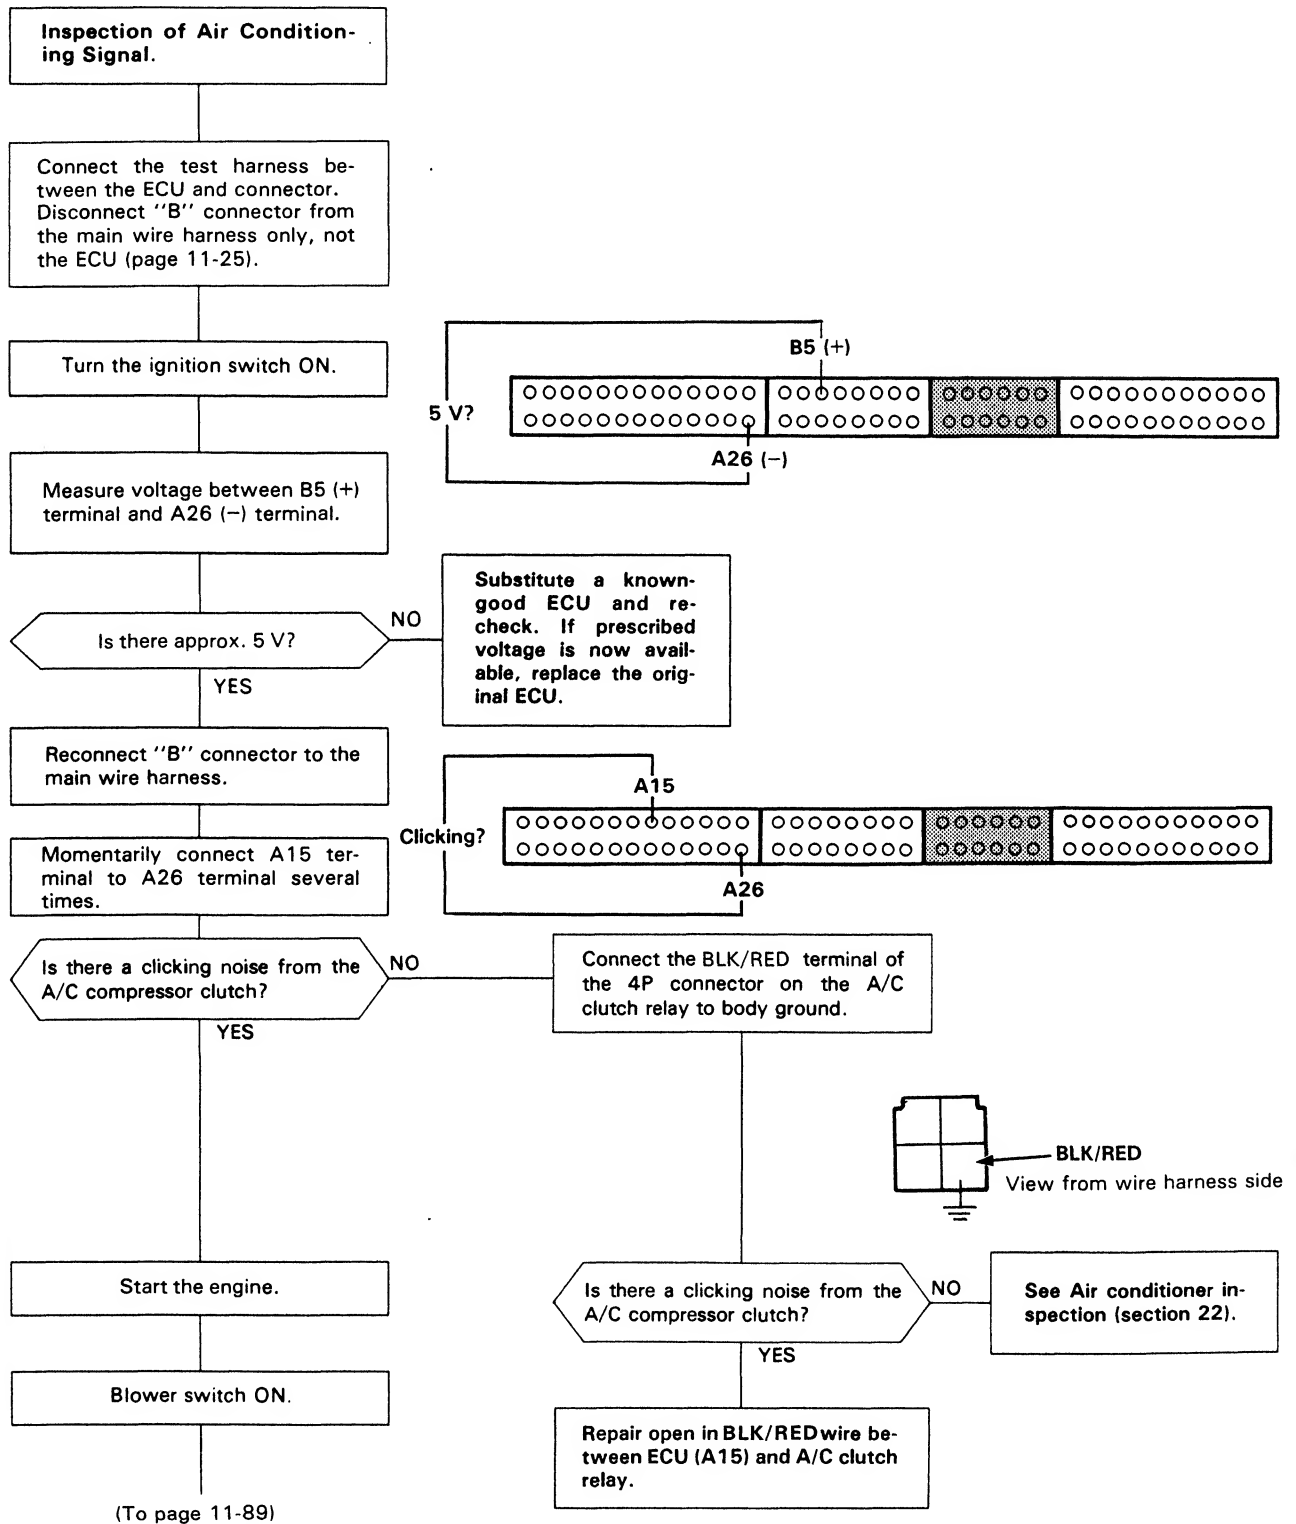 Inspection of Air Condition-
ing Signal.
Connect the test harness be-
tween the ECU and connector.
Disconnect "B" connector from
the main wire harness only, not
the ECU (page 11-25).
Turn the ignition switch ON.
B5 (+)
5 V?
A26 (−)
Measure voltage between B5 (+)
terminal and A26 (−) terminal.
Is there approx. 5 V?
NO
Substitute a known-
good ECU and re-
check. If prescribed
voltage is now avail-
able, replace the orig-
inal ECU.
YES
Reconnect "B" connector to the
main wire harness.
A15
Clicking?
A26
Momentarily connect A15 ter-
minal to A26 terminal several
times.
Is there a clicking noise from the
A/C compressor clutch?
NO
Connect the BLK/RED terminal of
the 4P connector on the A/C
clutch relay to body ground.
YES
BLK/RED
View from wire harness side
Start the engine.
Is there a clicking noise from the
A/C compressor clutch?
NO
See Air conditioner in-
spection (section 22).
YES
Blower switch ON.
Repair open in BLK/RED wire be-
tween ECU (A15) and A/C clutch
relay.
(To page 11-89)